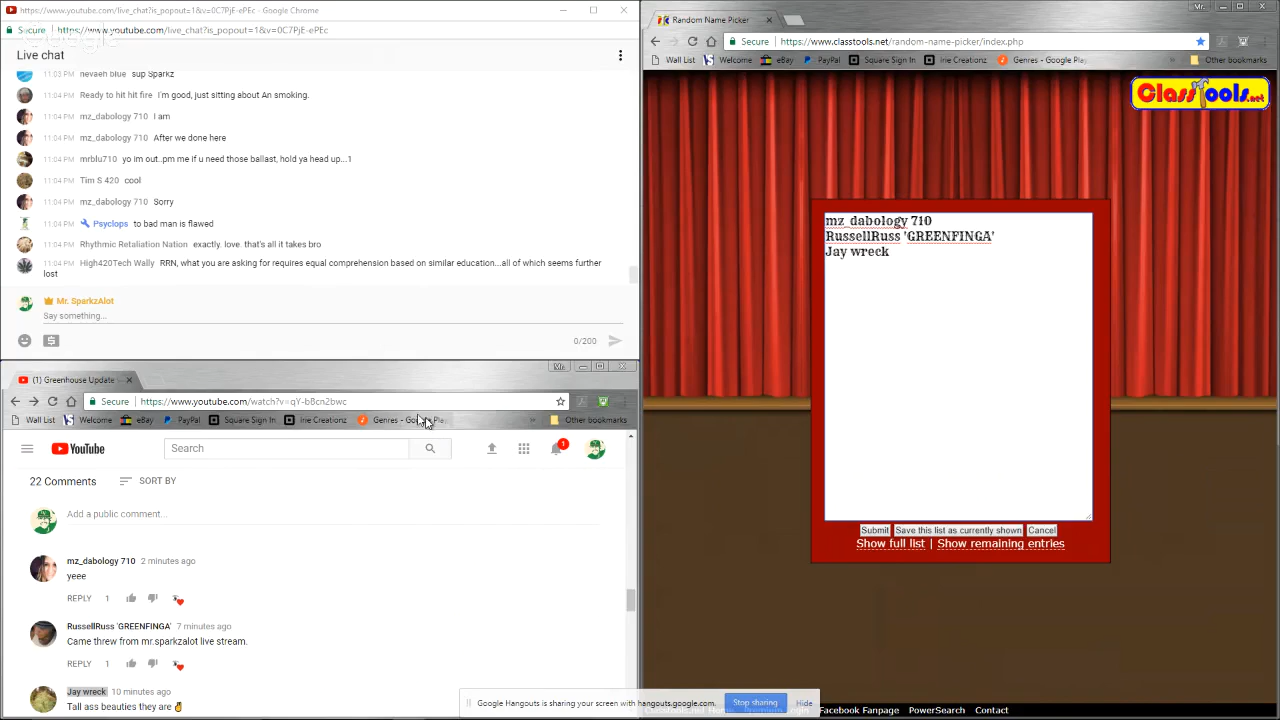 https://www.youtube.com/live_chat?is_popout=1&v=0C7PjE-ePEc - Google Chrome
Secure https://www.youtube.com/live_chat?is_popout=1&v=0C7PjE-ePEc
Live chat
11:03 PM nevaeh blue sup Sparkz
11:04 PM Ready to hit hit fire I'm good, just sitting about An smoking.
11:04 PM mz_dabology 710 I am
11:04 PM mz_dabology 710 After we done here
11:04 PM mrblu710 yo im out..pm me if u need those ballast, hold ya head up...1
11:04 PM Tim S 420 cool
11:04 PM mz_dabology 710 Sorry
11:04 PM Psyclops to bad man is flawed
11:04 PM Rhythmic Retaliation Nation exactly. love. that's all it takes bro
11:04 PM High420Tech Wally RRN, what you are asking for requires equal comprehension based on similar education...all of which seems further
lost
Mr. SparkzAlot
Say something...
0/200
Mr.
(1) Greenhouse Update
Secure https://www.youtube.com/watch?v=qY-bBcn2bwc
Wall List Welcome eBay PayPal Square Sign In Irie Creationz Genres - Google Pla » Other bookmarks
YouTube Search 1
22 Comments SORT BY
Add a public comment...
mz_dabology 710 2 minutes ago
yeee
REPLY 1
RussellRuss 'GREENFINGA' 7 minutes ago
Came threw from mr.sparkzalot live stream.
REPLY 1
Jay wreck 10 minutes ago
Tall ass beauties they are
Google Hangouts is sharing your screen with hangouts.google.com. Stop sharing Hide
Mr.
Random Name Picker
Secure https://www.classtools.net/random-name-picker/index.php
Wall List Welcome eBay PayPal Square Sign In Irie Creationz Genres - Google Pla » Other bookmarks
ClassTools.net
mz_dabology 710
RussellRuss 'GREENFINGA'
Jay wreck
Submit Save this list as currently shown Cancel
Show full list | Show remaining entries
Facebook Fanpage PowerSearch Contact